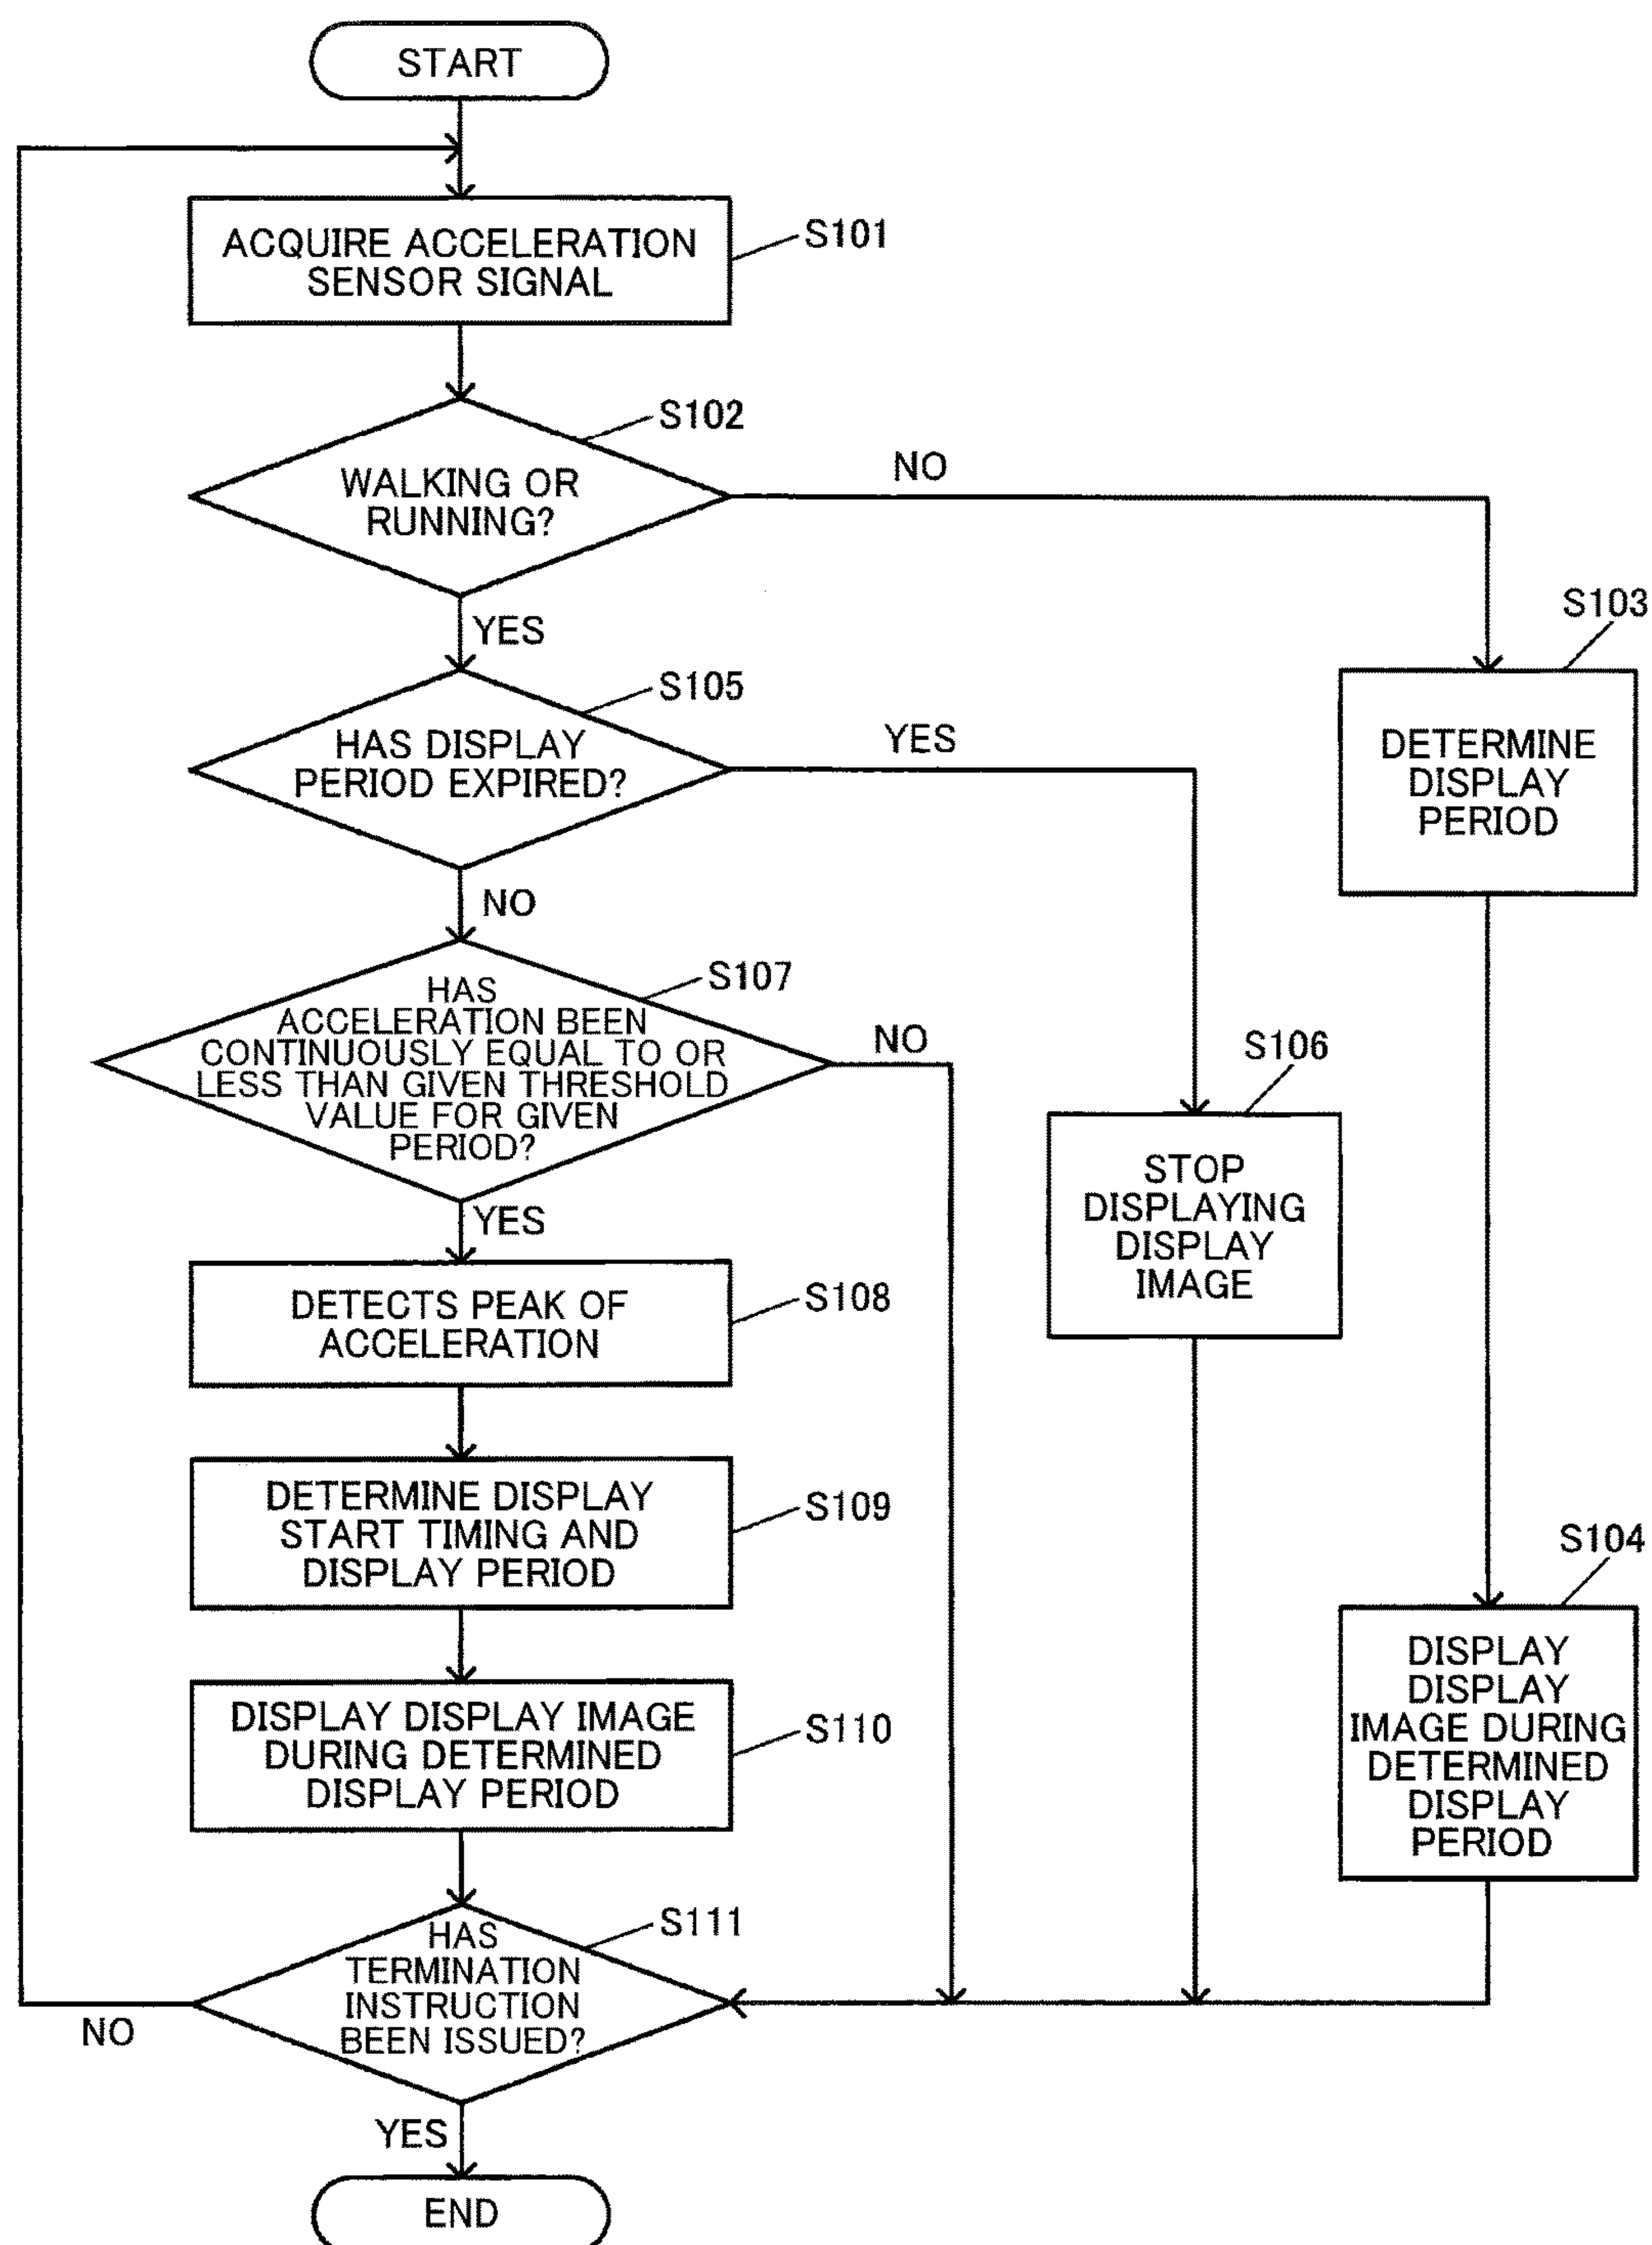 START
ACQUIRE ACCELERATION
SENSOR SIGNAL
S101
S102
WALKING OR
RUNNING?
NO
YES
S103
DETERMINE
DISPLAY
PERIOD
S105
HAS DISPLAY
PERIOD EXPIRED?
YES
NO
S107
HAS
ACCELERATION BEEN
CONTINUOUSLY EQUAL TO OR
LESS THAN GIVEN THRESHOLD
VALUE FOR GIVEN
PERIOD?
NO
YES
S106
STOP
DISPLAYING
DISPLAY
IMAGE
DETECTS PEAK OF
ACCELERATION
S108
DETERMINE DISPLAY
START TIMING AND
DISPLAY PERIOD
S109
S104
DISPLAY
DISPLAY
IMAGE DURING
DETERMINED
DISPLAY
PERIOD
DISPLAY DISPLAY IMAGE
DURING DETERMINED
DISPLAY PERIOD
S110
S111
HAS
TERMINATION
INSTRUCTION
BEEN ISSUED?
NO
YES
END